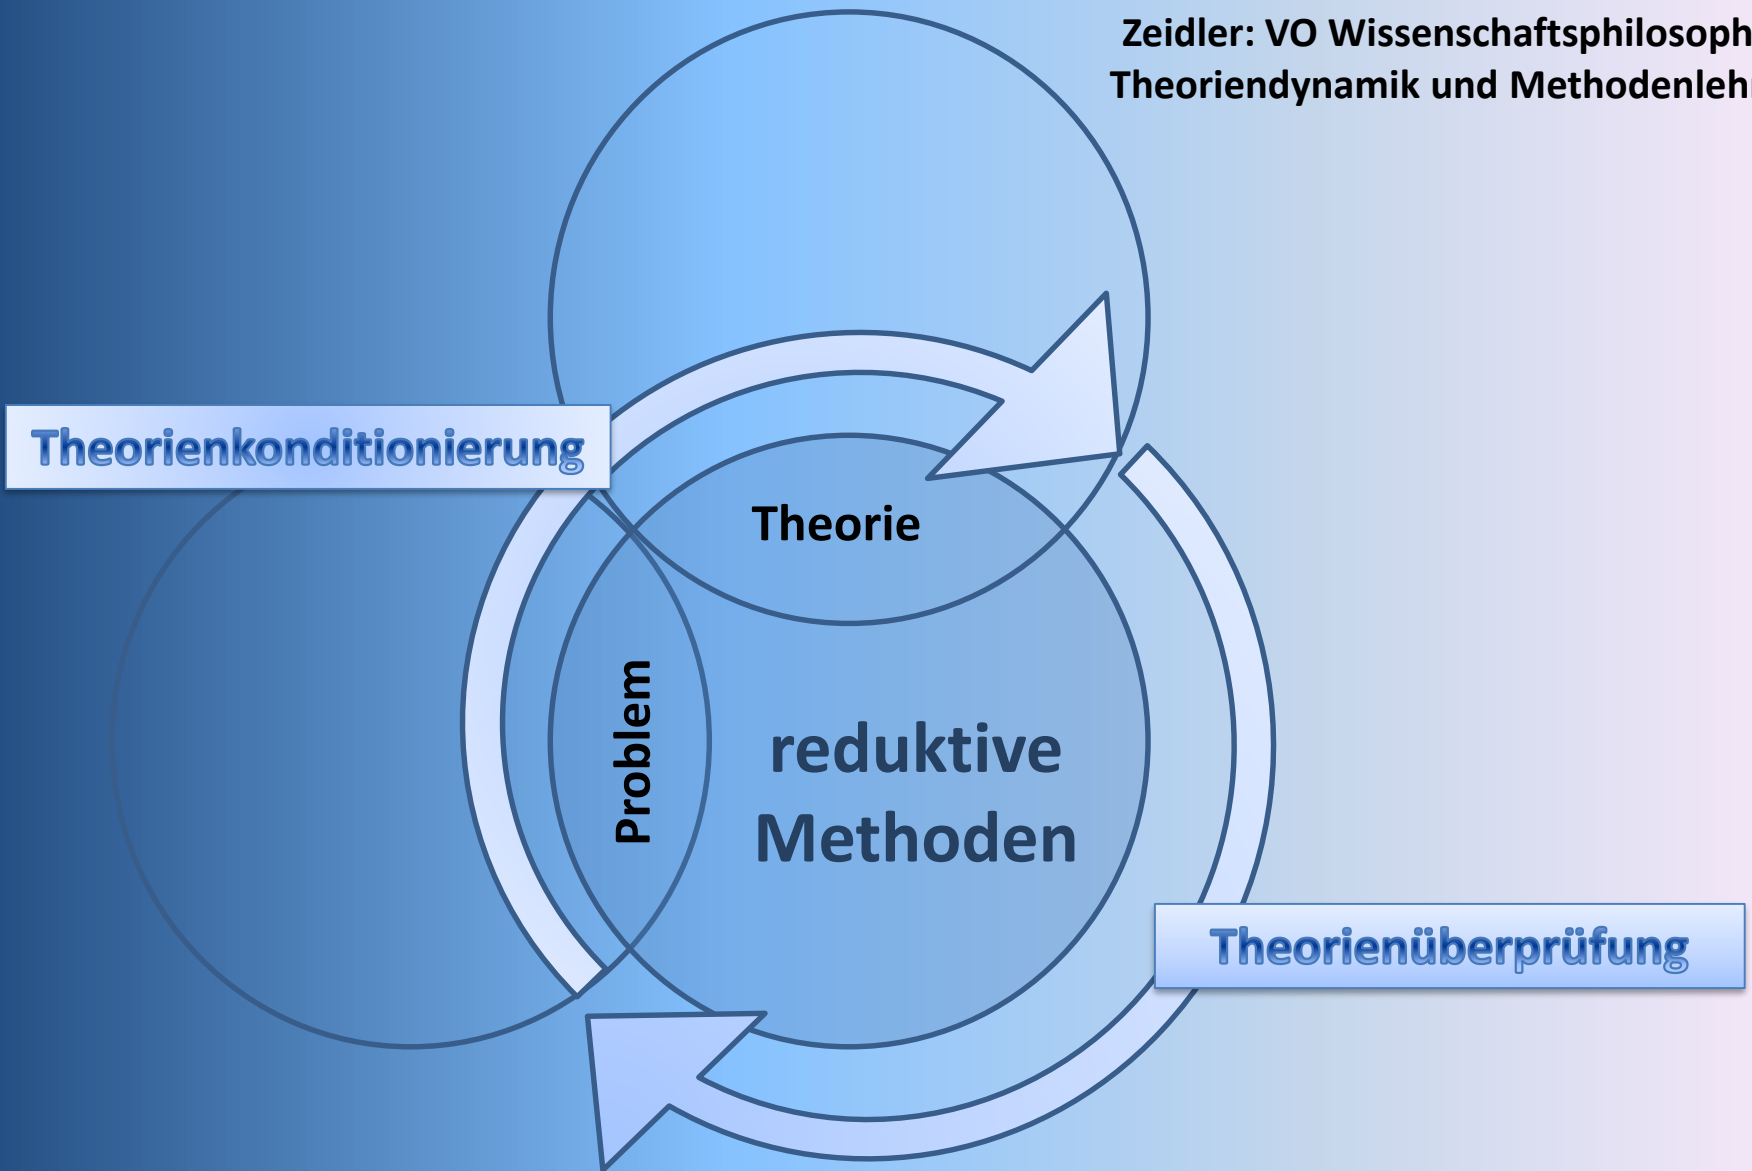 Zeidler: VO Wissenschaftsphilosoph
Theoriendynamik und Methodenleh
Theorienkonditionierung
Theorie
Problem
reduktive
Methoden
Theorienüberprüfung